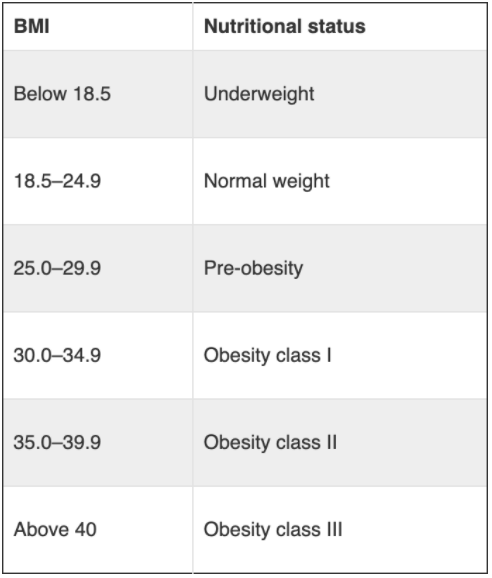 BMI Nutritional status
Below 18.5 Underweight
18.5–24.9 Normal weight
25.0–29.9 Pre-obesity
30.0–34.9 Obesity class I
35.0–39.9 Obesity class II
Above 40 Obesity class III